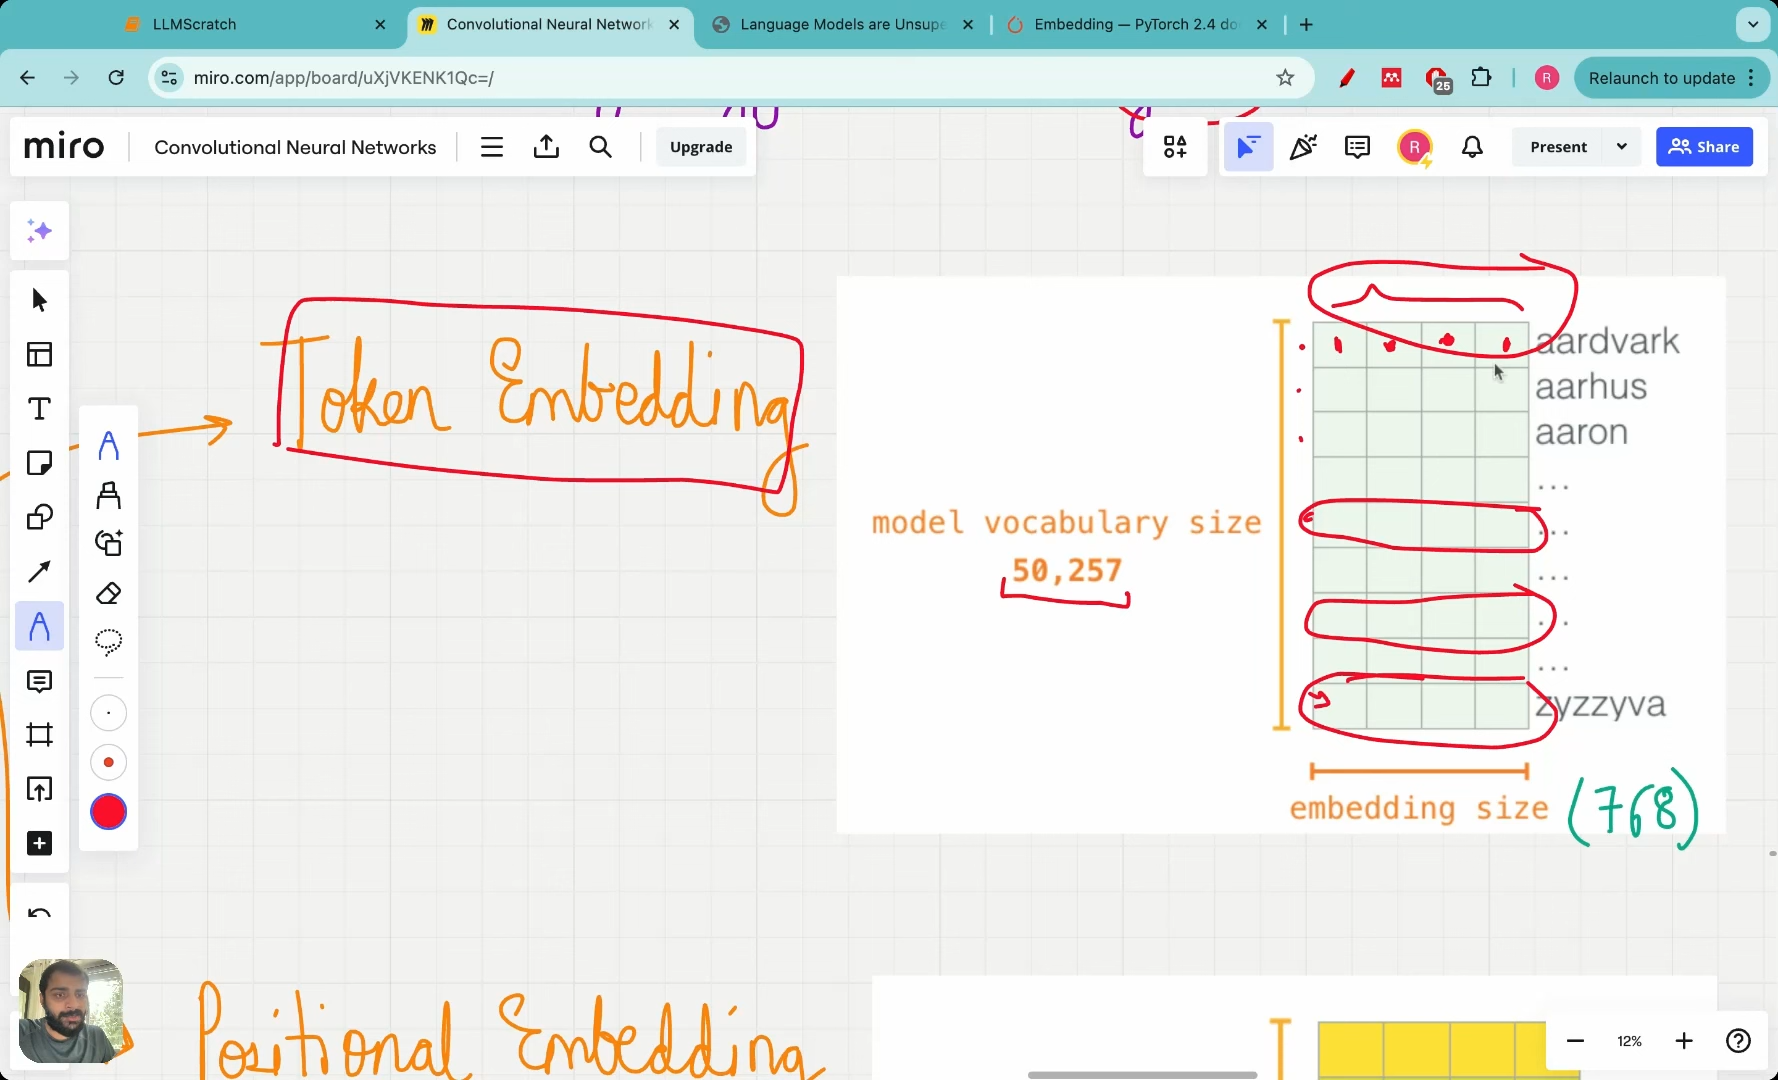 LLMScratch
Convolutional Neural Network
Language Models are Unsupe
Embedding — PyTorch 2.4 do
miro.com/app/board/uXjVKENK1Qc=/
25
R
Relaunch to update
miro
Convolutional Neural Networks
Upgrade
R
Present
Share
Token Embedding
aardvark
aarhus
aaron
...
...
...
...
...
zyzzyva
model vocabulary size
50,257
embedding size
(768)
Positional Embedding
12%